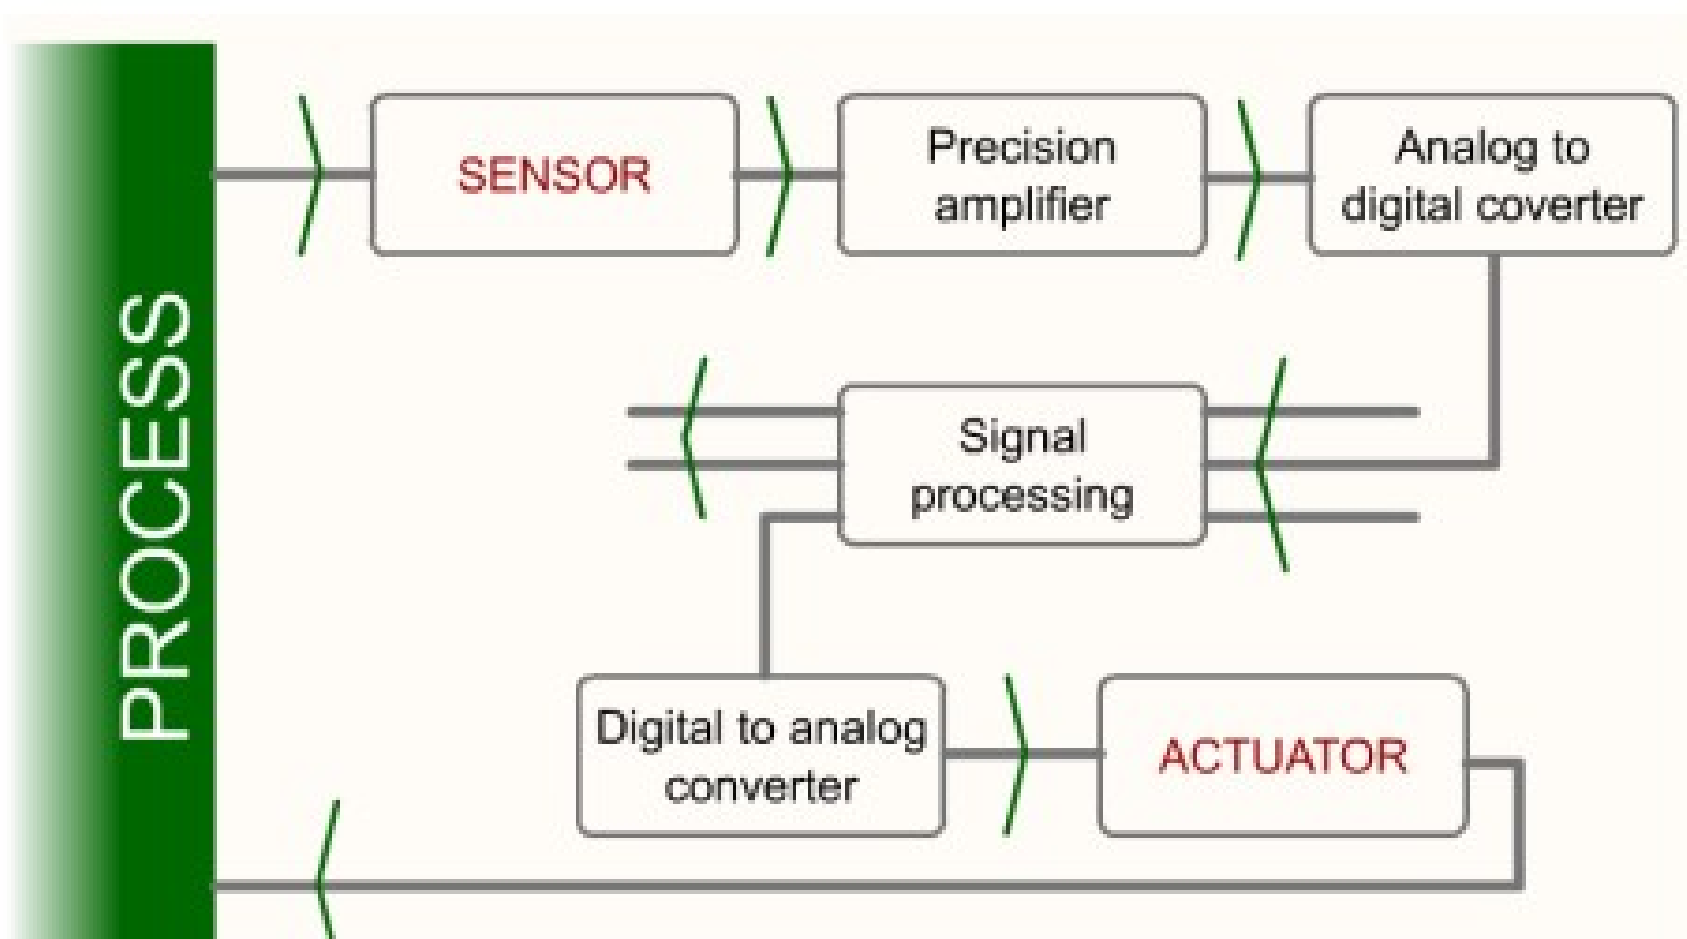 PROCESS
SENSOR
Precision
amplifier
Analog to
digital coverter
Signal
processing
Digital to analog
converter
ACTUATOR